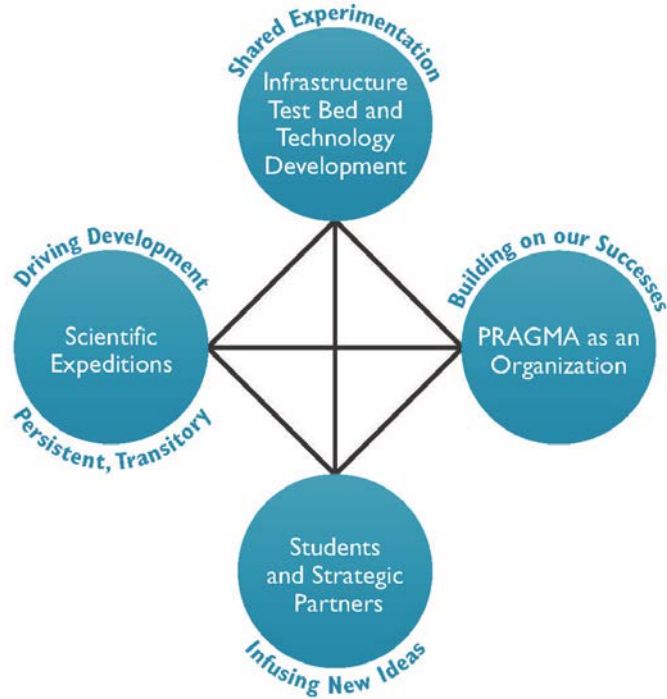 Shared Experimentation
Infrastructure
Test Bed and
Technology
Development
Driving Development
Scientific
Expeditions
Persistent, Transitory
Building on our Successes
PRAGMA as an
Organization
Students
and Strategic
Partners
Infusing New Ideas